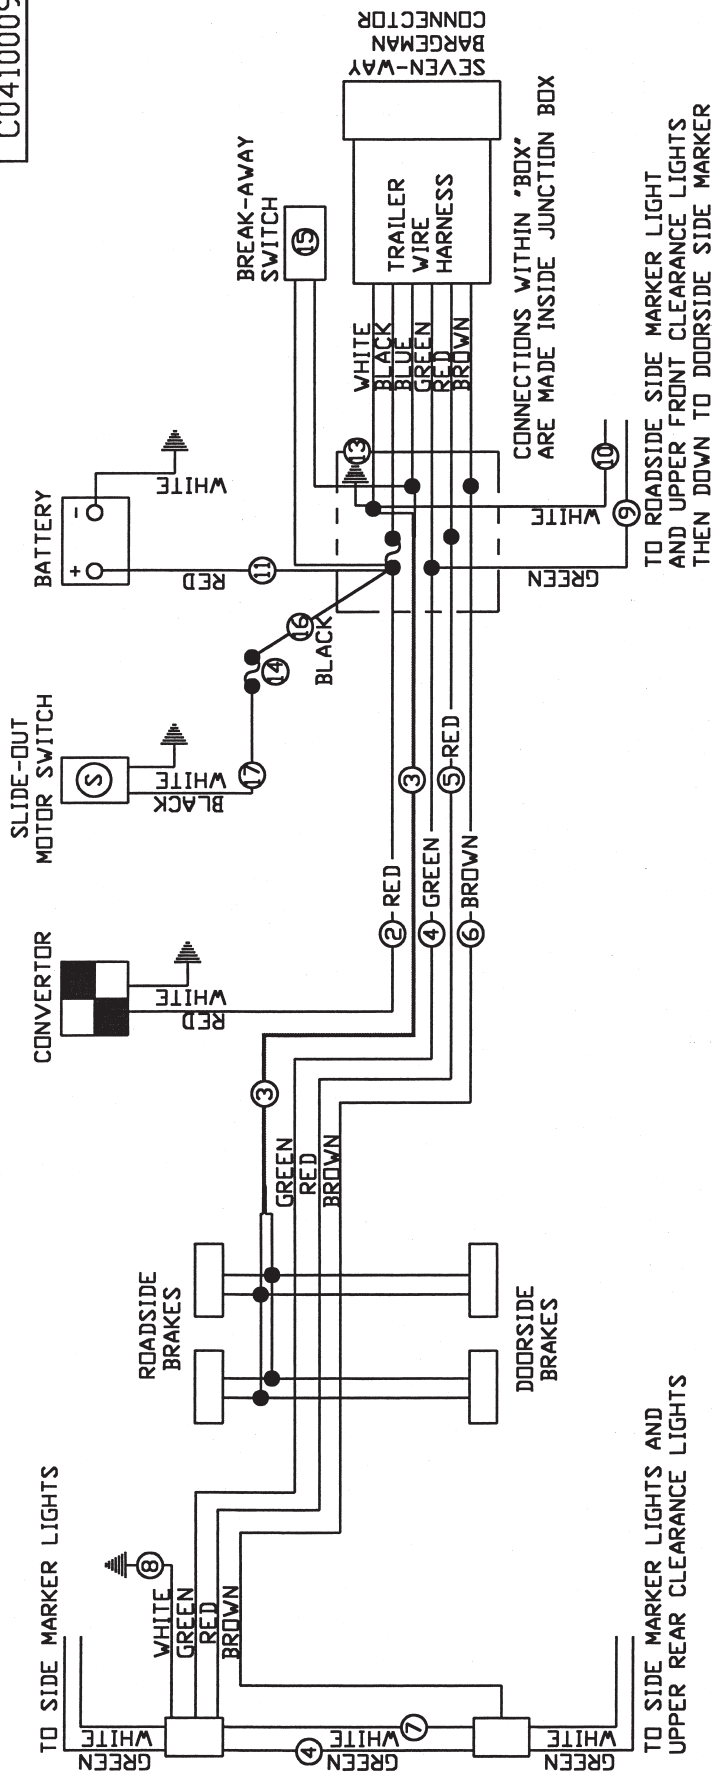 C0410009
SEVEN-WAY
BARGEMAN
CONNECTOR
BREAK-AWAY
SWITCH
15
TRAILER
WIRE
HARNESS
CONNECTIONS WITHIN "BOX"
ARE MADE INSIDE JUNCTION BOX
WHITE
BLACK
BLUE
GREEN
RED
BROWN
BATTERY
-
+
WHITE
RED
11
13
10
WHITE
9
GREEN
TO ROADSIDE SIDE MARKER LIGHT
AND UPPER FRONT CLEARANCE LIGHTS
THEN DOWN TO DOORSIDE SIDE MARKER
16
BLACK
14
17
SLIDE-OUT
MOTOR SWITCH
S
WHITE
BLACK
3
5
RED
2
RED
4
GREEN
6
BROWN
CONVERTOR
WHITE
RED
3
GREEN
RED
BROWN
ROADSIDE
BRAKES
DOORSIDE
BRAKES
TO SIDE MARKER LIGHTS
8
WHITE
GREEN
RED
BROWN
WHITE
GREEN
WHITE
7
4
GREEN
WHITE
GREEN
TO SIDE MARKER LIGHTS AND
UPPER REAR CLEARANCE LIGHTS